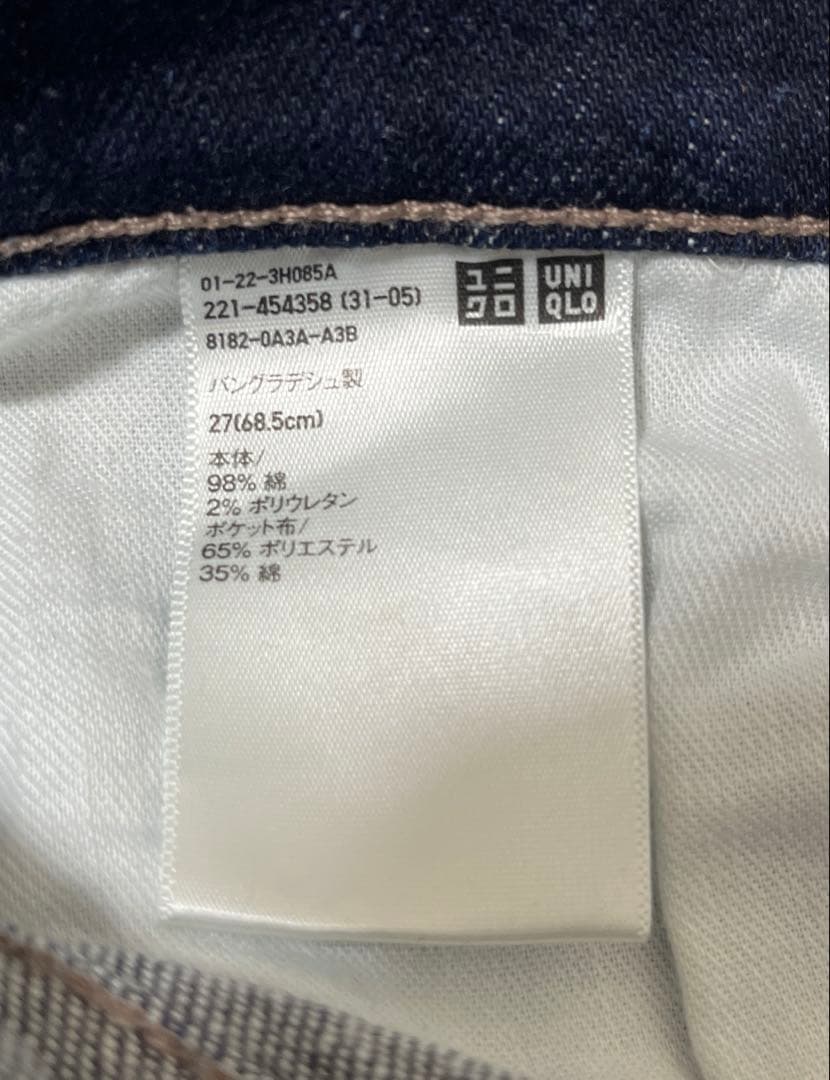 01-22-3H085A
221-454358 (31-05)
8182-0A3A-A3B
ユニ
クロ
UNI
QLO
バングラデシュ製
27(68.5cm)
本体/
98% 綿
2% ポリウレタン
ポケット布/
65% ポリエステル
35% 綿